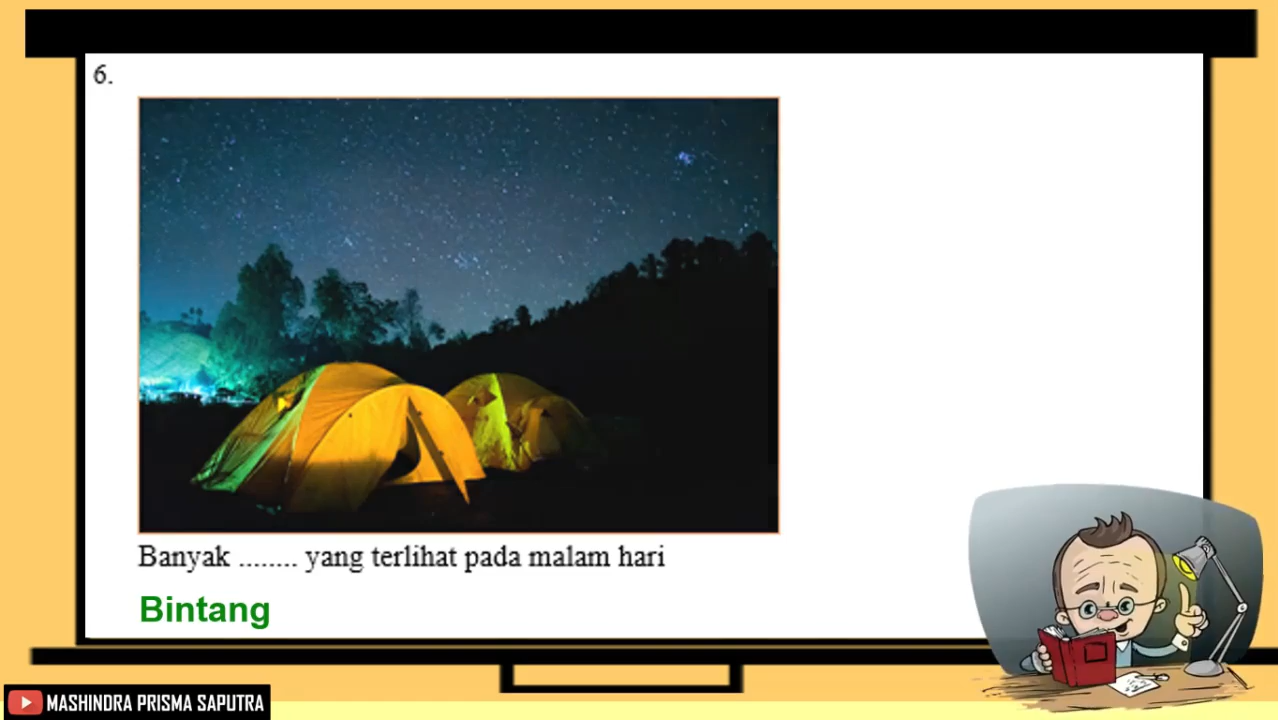 6.
Banyak ........ yang terlihat pada malam hari
Bintang
MASHINDRA PRISMA SAPUTRA